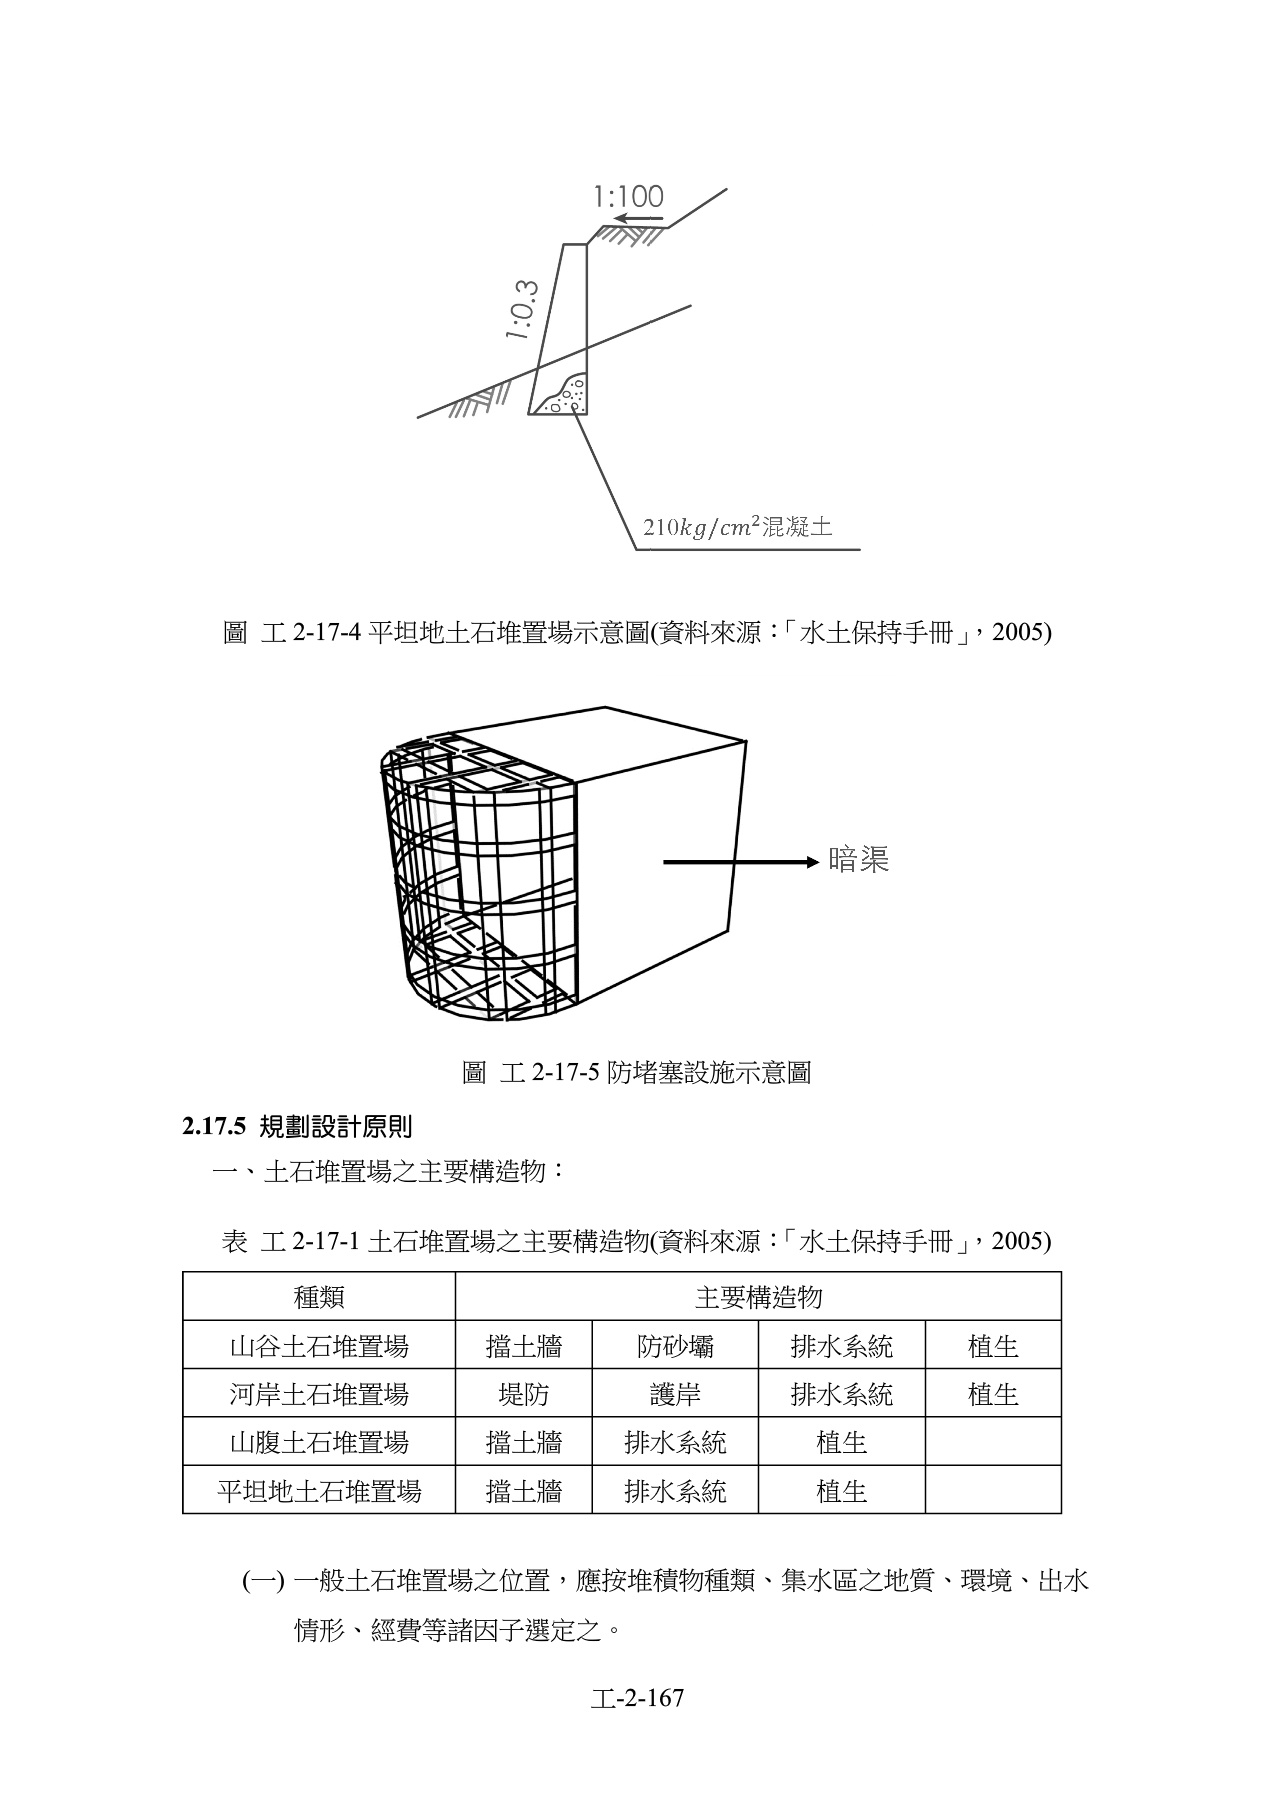 1:100
1:0.3
210kg/cm²混凝土
圖 工 2-17-4 平坦地土石堆置場示意圖(資料來源：「水土保持手冊」，2005)
暗渠
圖 工 2-17-5 防堵塞設施示意圖
2.17.5 規劃設計原則
一、土石堆置場之主要構造物：
表 工 2-17-1 土石堆置場之主要構造物(資料來源：「水土保持手冊」，2005)
種類 主要構造物
山谷土石堆置場 擋土牆 防砂壩 排水系統 植生
河岸土石堆置場 堤防 護岸 排水系統 植生
山腹土石堆置場 擋土牆 排水系統 植生
平坦地土石堆置場 擋土牆 排水系統 植生
(一) 一般土石堆置場之位置，應按堆積物種類、集水區之地質、環境、出水
情形、經費等諸因子選定之。
工-2-167